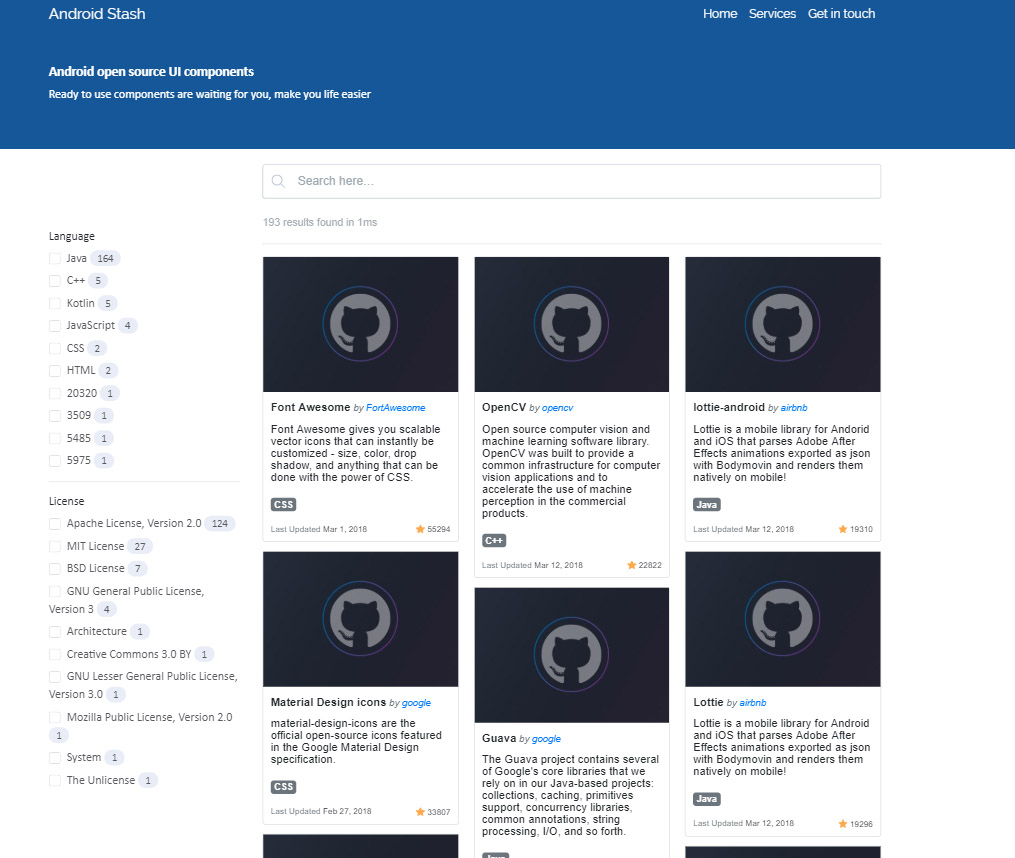 Android Stash
Home Services Get in touch
Android open source UI components
Ready to use components are waiting for you, make you life easier
Search here...
193 results found in 1ms
Language
Java 164
C++ 5
Kotlin 5
JavaScript 4
CSS 2
HTML 2
20320 1
3509 1
5485 1
5975 1
License
Apache License, Version 2.0 124
MIT License 27
BSD License 7
GNU General Public License,
Version 3 4
Architecture 1
Creative Commons 3.0 BY 1
GNU Lesser General Public License,
Version 3.0 1
Mozilla Public License, Version 2.0
1
System 1
The Unlicense 1
Font Awesome by FortAwesome
Font Awesome gives you scalable
vector icons that can instantly be
customized - size, color, drop
shadow, and anything that can be
done with the power of CSS.
CSS
Last Updated Mar 1, 2018 55294
Material Design icons by google
material-design-icons are the
official open-source icons featured
in the Google Material Design
specification.
CSS
Last Updated Feb 27, 2018 33807
OpenCV by opencv
Open source computer vision and
machine learning software library.
OpenCV was built to provide a
common infrastructure for computer
vision applications and to
accelerate the use of machine
perception in the commercial
products.
C++
Last Updated Mar 12, 2018 22822
Guava by google
The Guava project contains several
of Google's core libraries that we
rely on in our Java-based projects:
collections, caching, primitives
support, concurrency libraries,
common annotations, string
processing, I/O, and so forth.
Java
lottie-android by airbnb
Lottie is a mobile library for Andorid
and iOS that parses Adobe After
Effects animations exported as json
with Bodymovin and renders them
natively on mobile!
Java
Last Updated Mar 12, 2018 19310
Lottie by airbnb
Lottie is a mobile library for Android
and iOS that parses Adobe After
Effects animations exported as json
with Bodymovin and renders them
natively on mobile!
Java
Last Updated Mar 12, 2018 19296